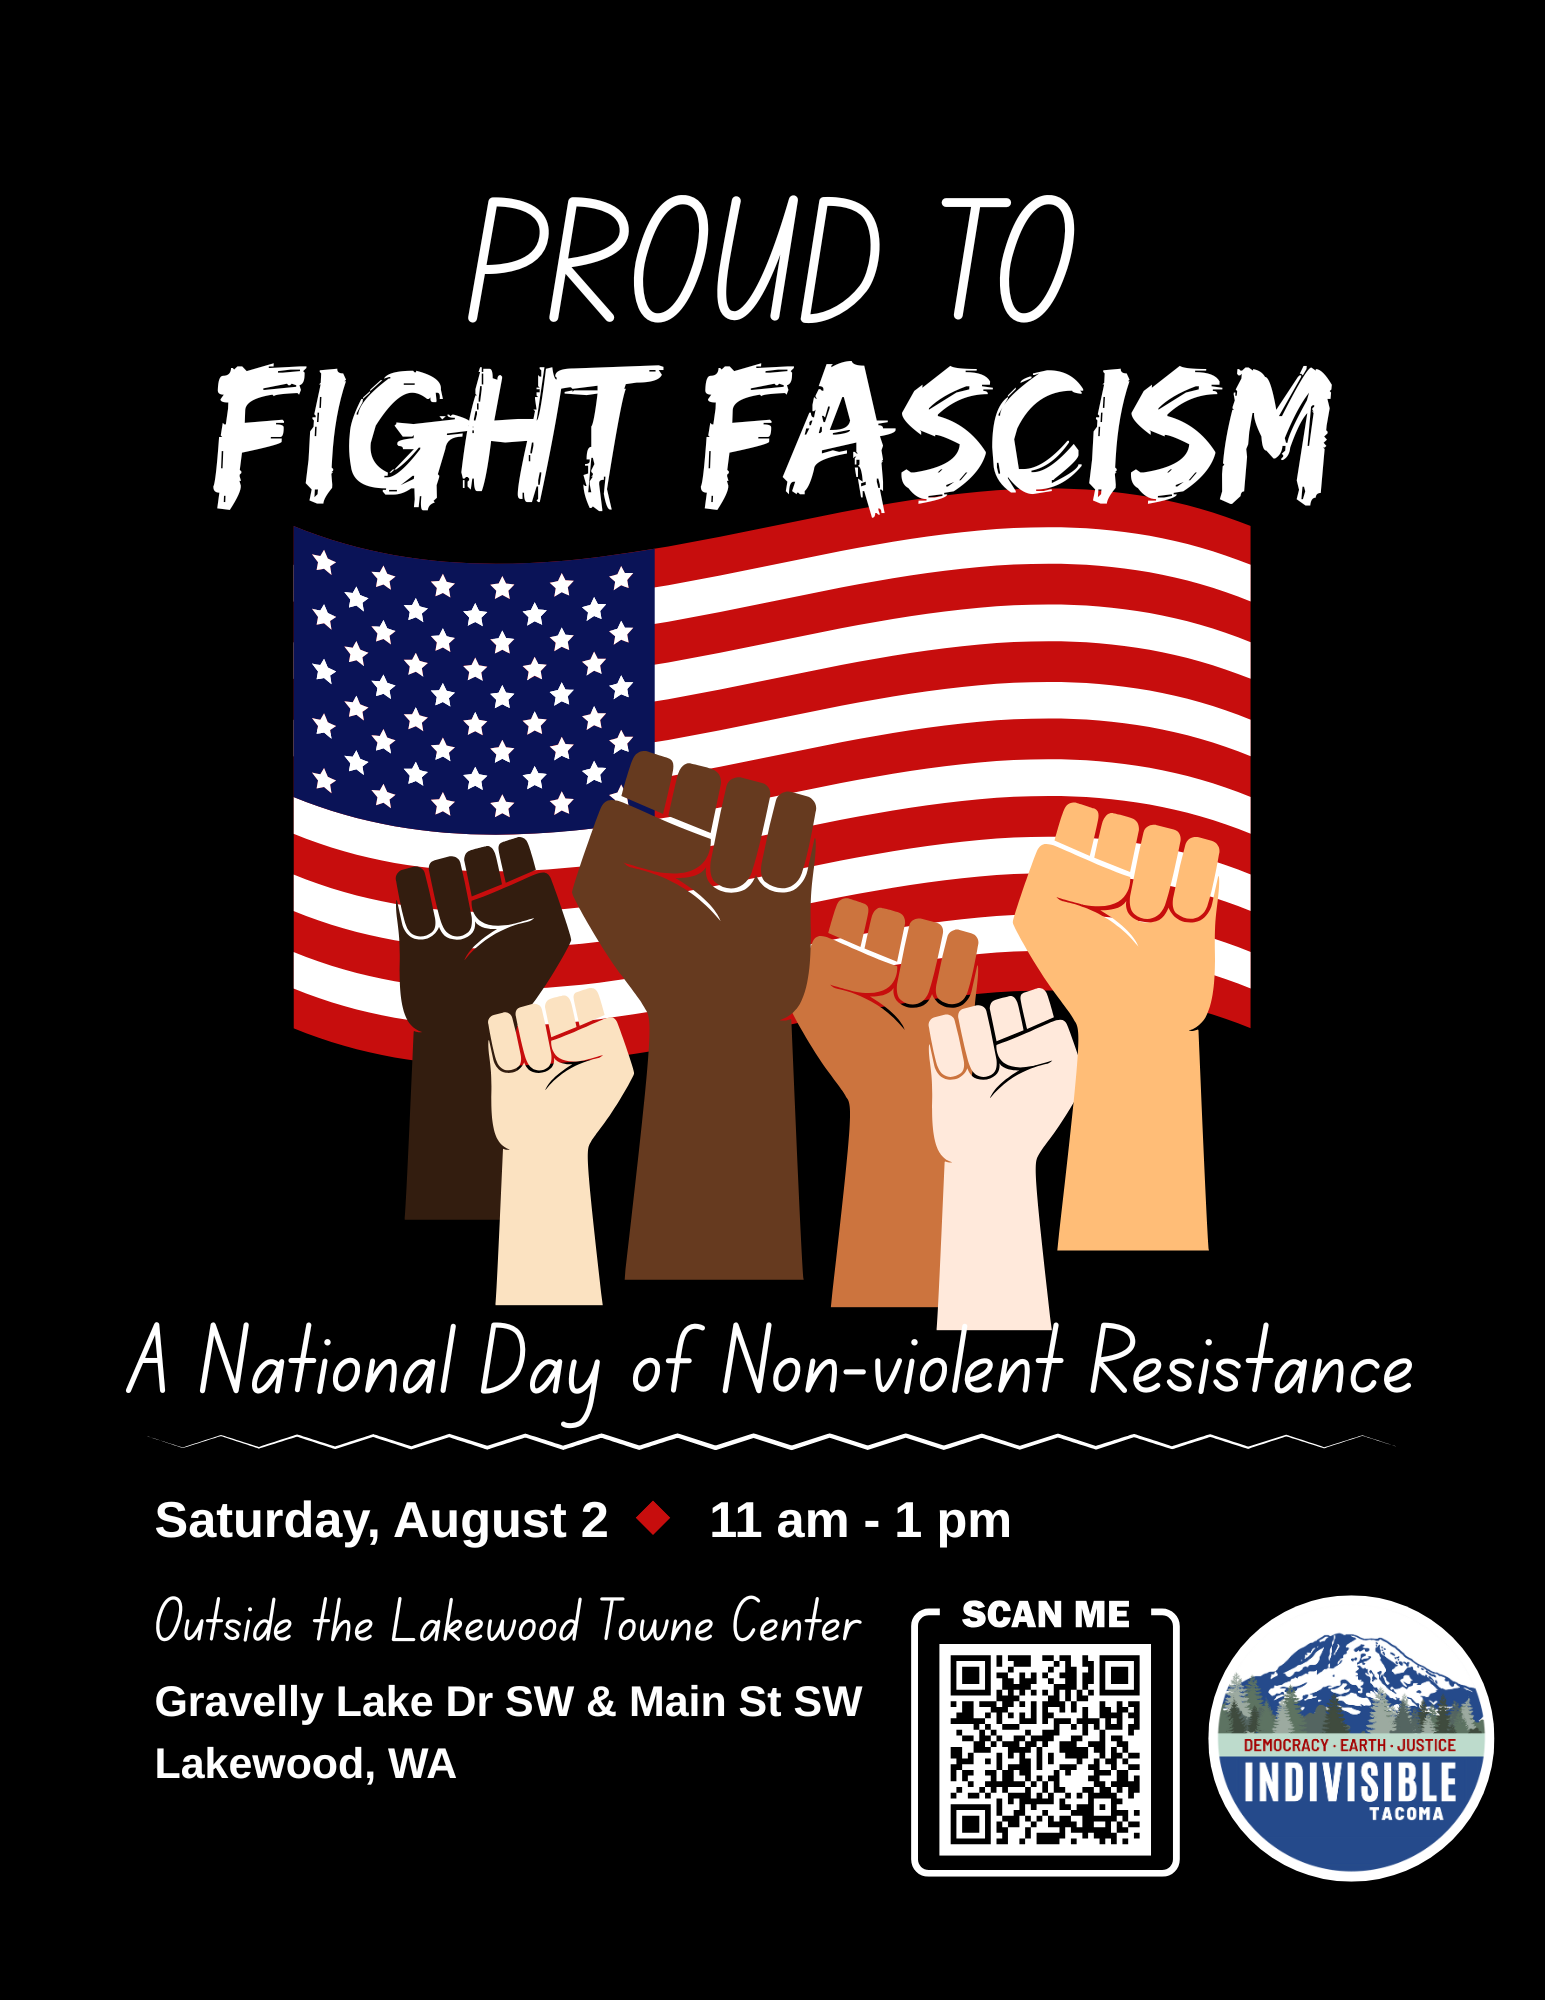 PROUD TO
FIGHT FASCISM
A National Day of Non-violent Resistance
Saturday, August 2 ◆ 11 am - 1 pm
Outside the Lakewood Towne Center
Gravelly Lake Dr SW & Main St SW
Lakewood, WA
SCAN ME
DEMOCRACY · EARTH · JUSTICE
INDIVISIBLE
TACOMA